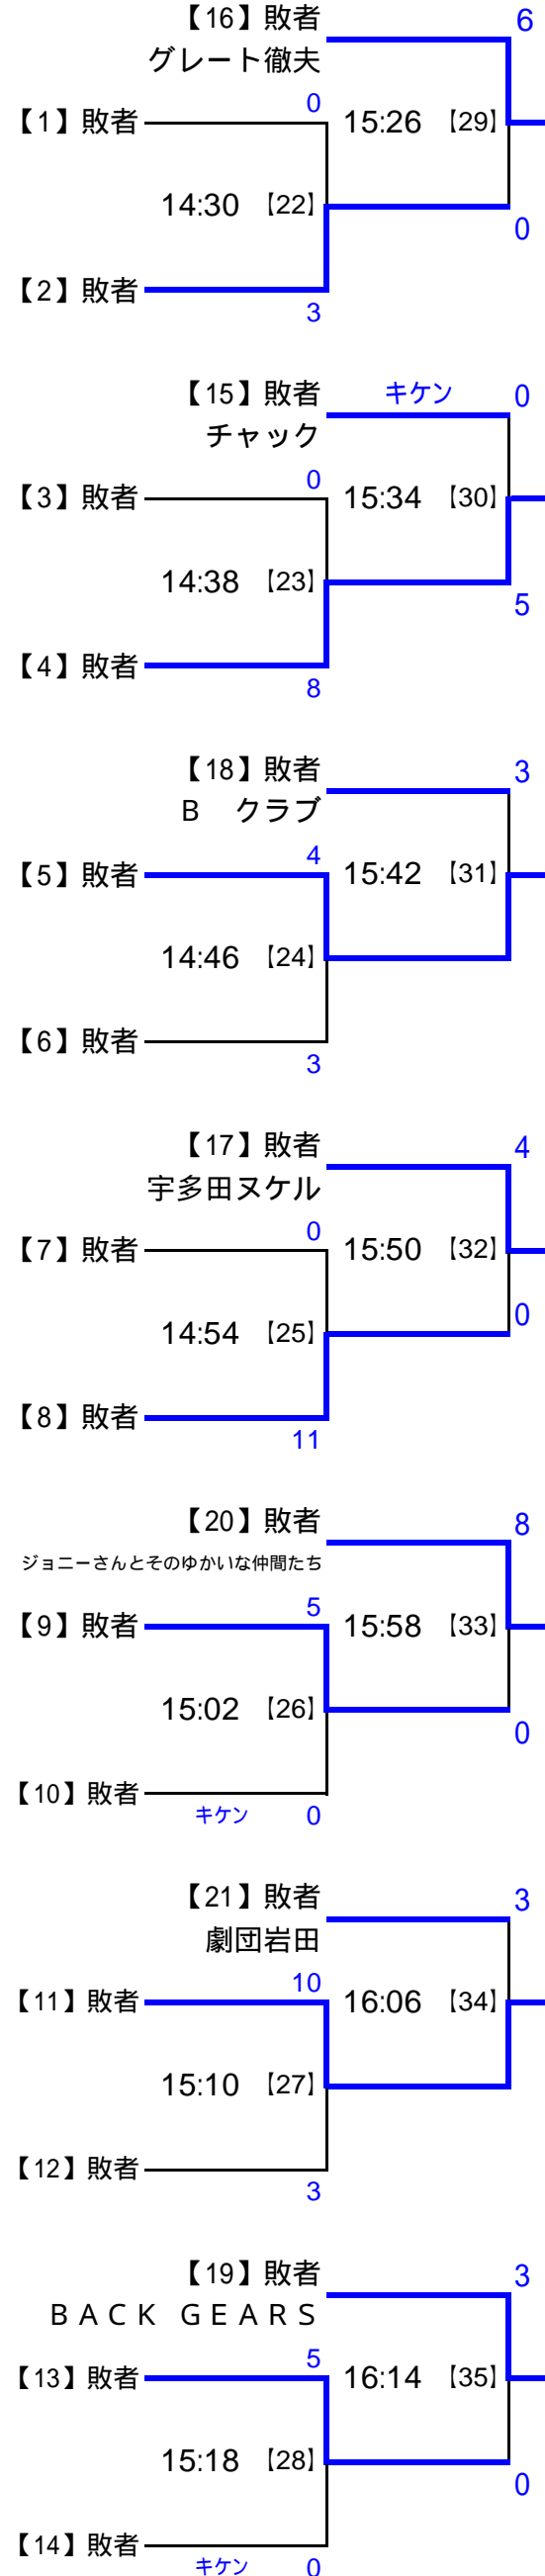 【16】敗者 6
グレート徹夫
0
【1】敗者 15:26 【29】
14:30 【22】
0
【2】敗者
3
【15】敗者 キケン 0
チャック
0
【3】敗者 15:34 【30】
14:38 【23】
5
【4】敗者
8
【18】敗者 3
B クラブ
4
【5】敗者 15:42 【31】
14:46 【24】
【6】敗者
3
【17】敗者 4
宇多田ヌケル
0
【7】敗者 15:50 【32】
0
14:54 【25】
【8】敗者
11
【20】敗者 8
ジョニーさんとそのゆかいな仲間たち
5
【9】敗者 15:58 【33】
15:02 【26】
0
【10】敗者
キケン 0
【21】敗者 3
劇団岩田
10
【11】敗者 16:06 【34】
15:10 【27】
【12】敗者
3
【19】敗者 3
BACK GEARS
5
【13】敗者 16:14 【35】
15:18 【28】
0
【14】敗者
キケン 0